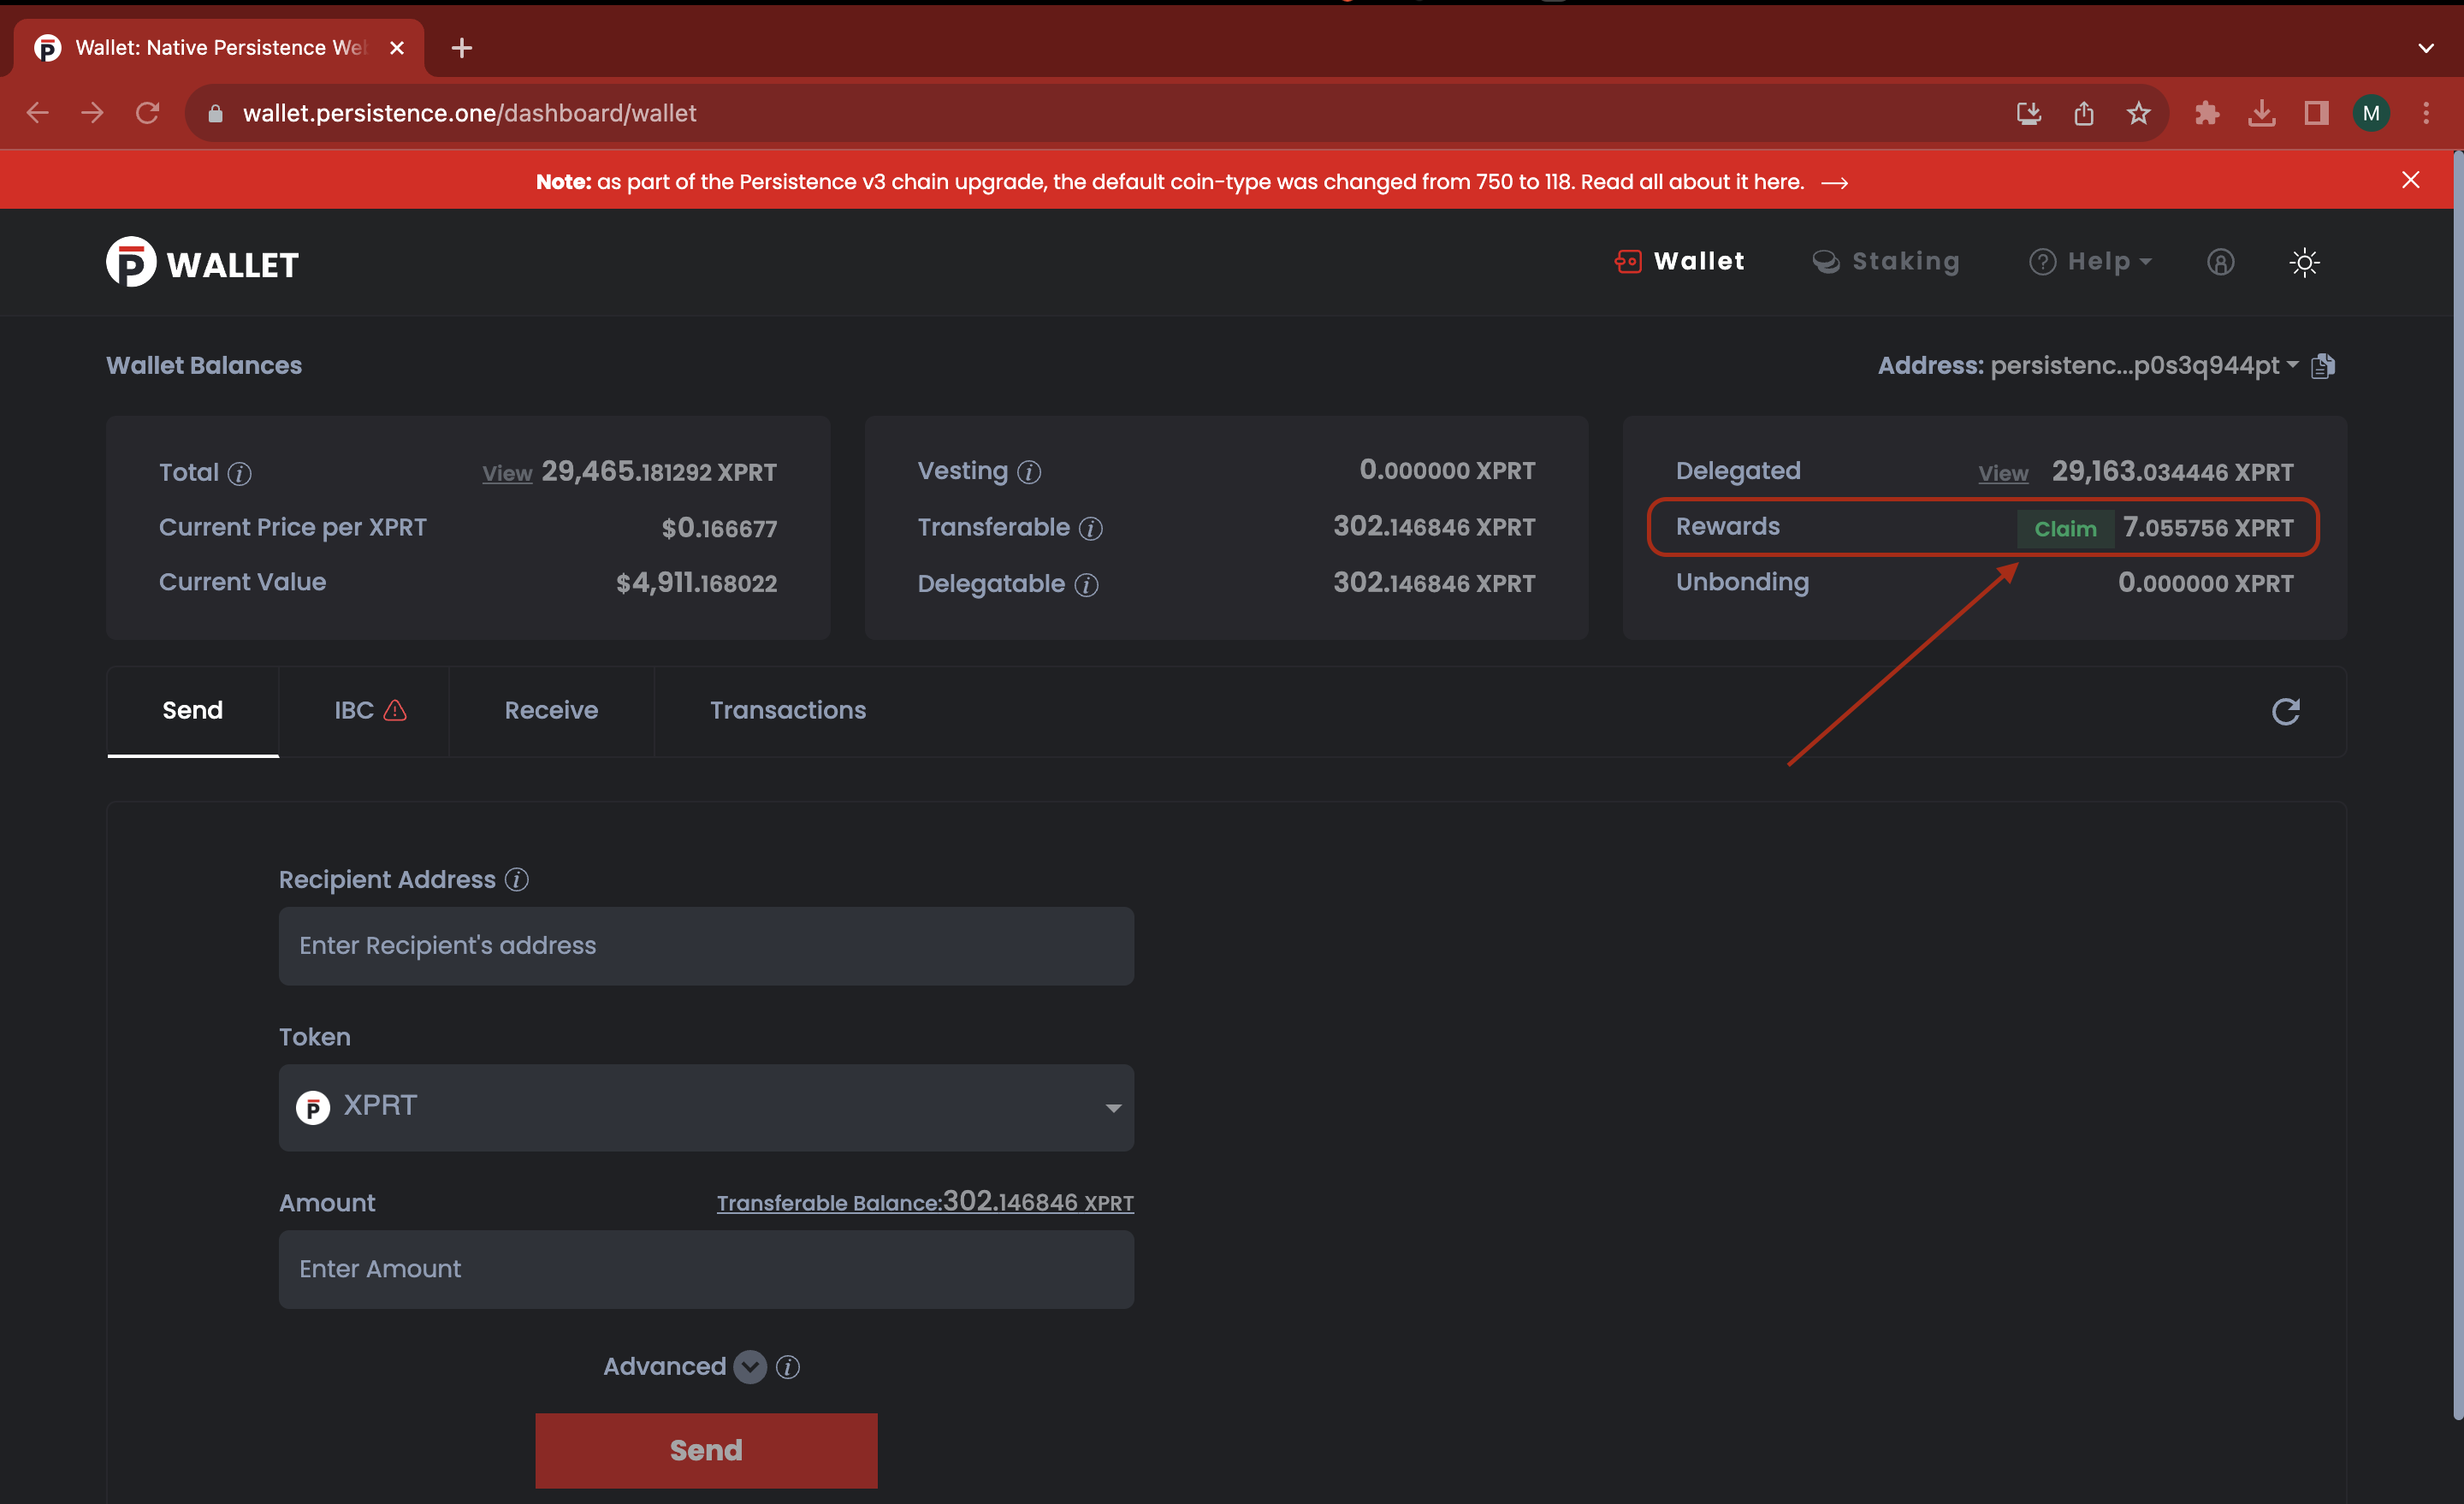 Wallet: Native Persistence We
wallet.persistence.one/dashboard/wallet
M
Note: as part of the Persistence v3 chain upgrade, the default coin-type was changed from 750 to 118. Read all about it here.
WALLET
Wallet
Staking
Help
Wallet Balances
Address: persistenc...p0s3q944pt
Total View 29,465.181292 XPRT
Current Price per XPRT $0.166677
Current Value $4,911.168022
Vesting 0.000000 XPRT
Transferable 302.146846 XPRT
Delegatable 302.146846 XPRT
Delegated View 29,163.034446 XPRT
Rewards Claim 7.055756 XPRT
Unbonding 0.000000 XPRT
Send
IBC
Receive
Transactions
Recipient Address
Enter Recipient's address
Token
XPRT
Amount Transferable Balance:302.146846 XPRT
Enter Amount
Advanced
Send